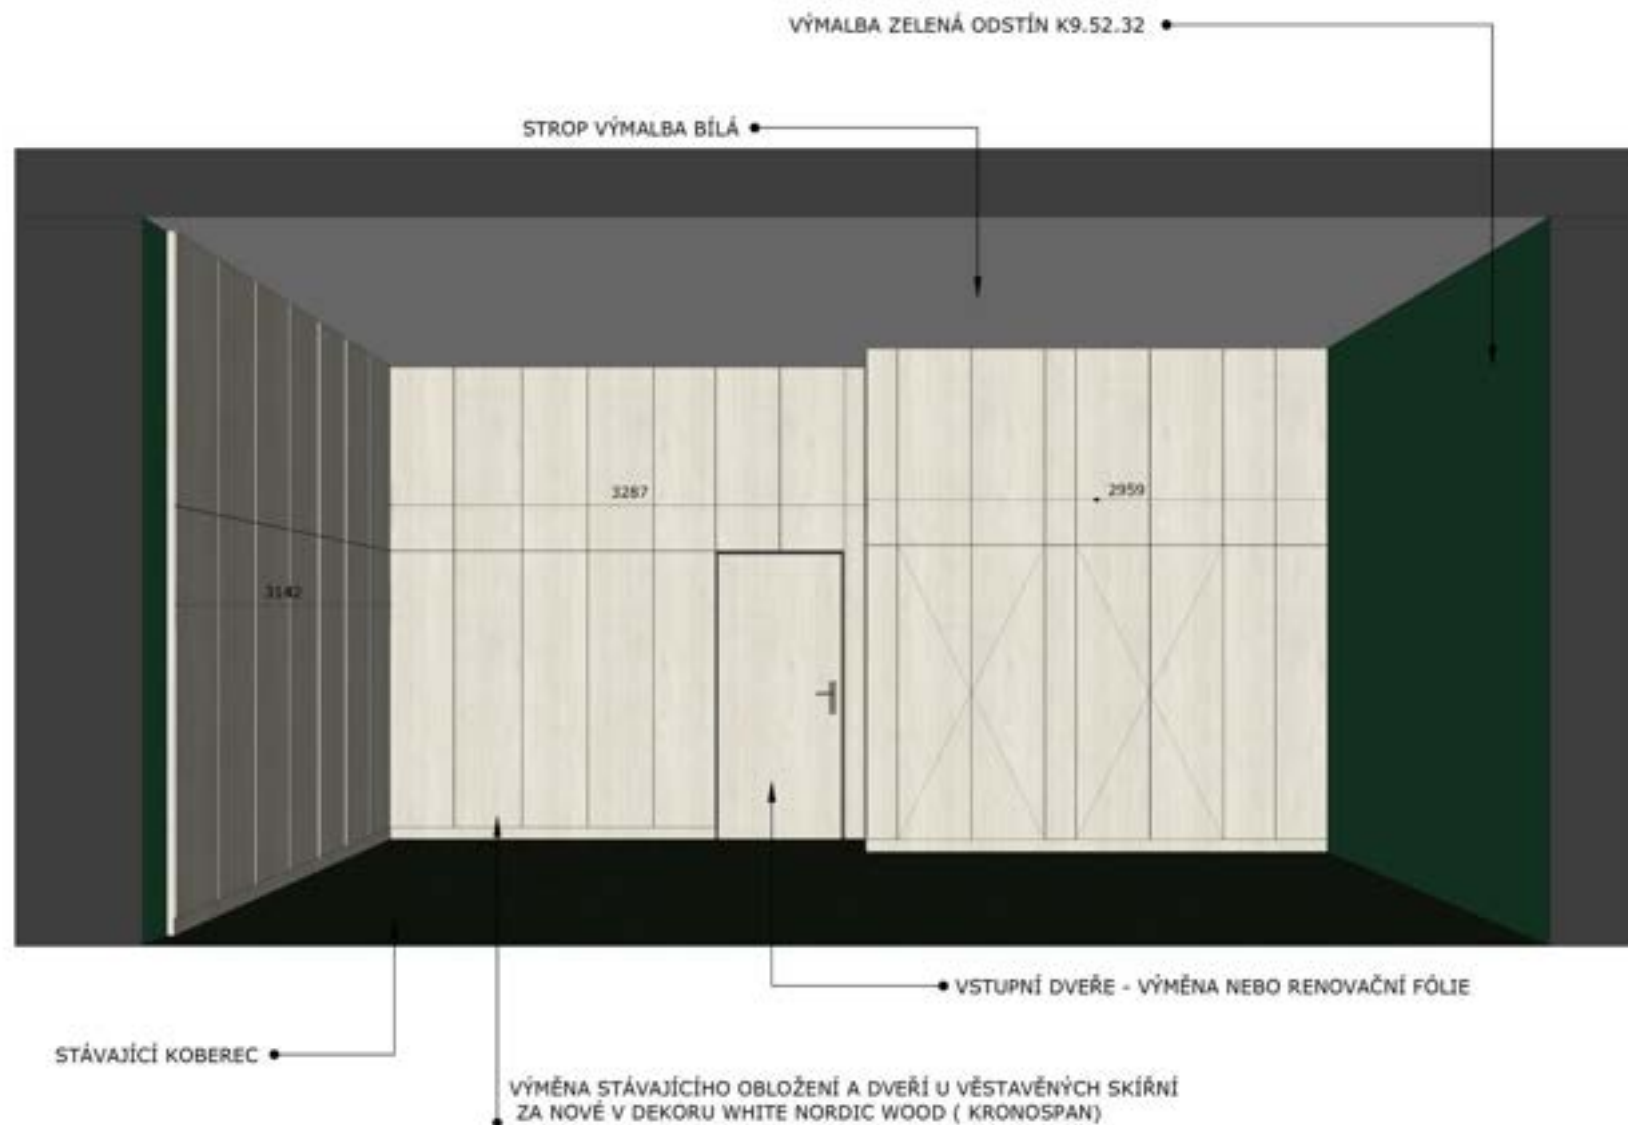 VÝMALBA ZELENÁ ODSTÍN K9.52.32
STROP VÝMALBA BÍLÁ
3287
2959
3142
VSTUPNÍ DVEŘE - VÝMĚNA NEBO RENOVAČNÍ FÓLIE
STÁVAJÍCÍ KOBEREC
VÝMĚNA STÁVAJÍCÍHO OBLOŽENÍ A DVEŘÍ U VĚSTAVĚNÝCH SKÍŘNÍ
ZA NOVÉ V DEKORU WHITE NORDIC WOOD ( KRONOSPAN)